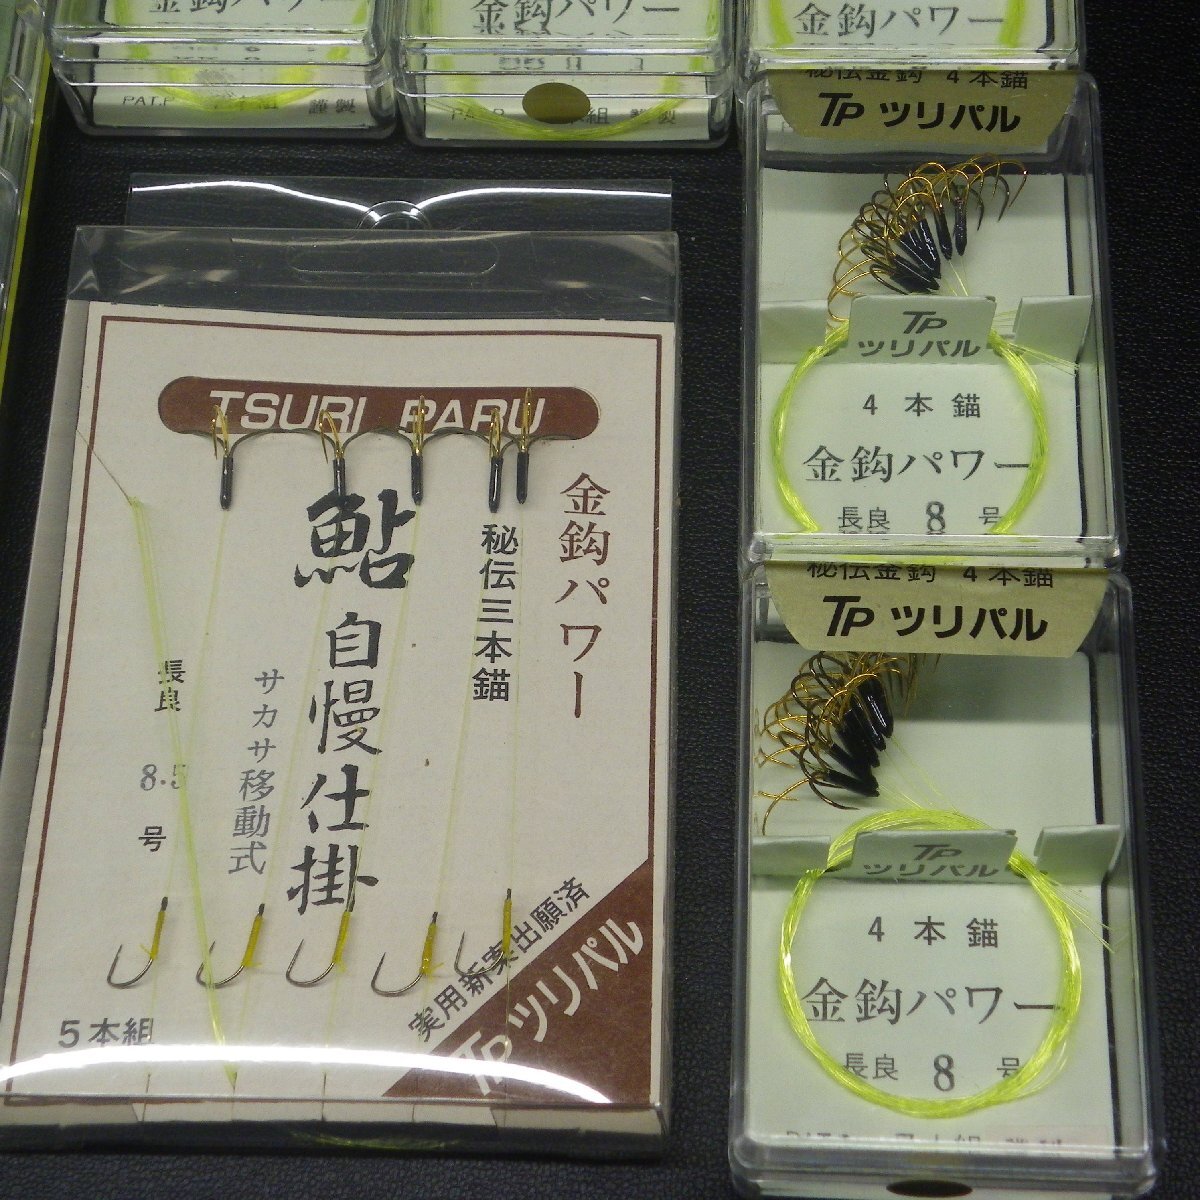 金鈎パワー
PAT.P
謹製
金鈎パワー
組 謹製
金鈎パワー
秘伝金鈎 4本錨
TP ツリパル
TP
ツリパル
4本錨
金鈎パワー
長良 8 号
秘伝金鈎 4本錨
TP ツリパル
TP
ツリパル
4本錨
金鈎パワー
長良 8 号
TSURI PARU
金鈎パワー
秘伝三本錨
鮎自慢仕掛
サカサ移動式
長良 8.5 号
5本組
実用新案出願済
TP ツリパル